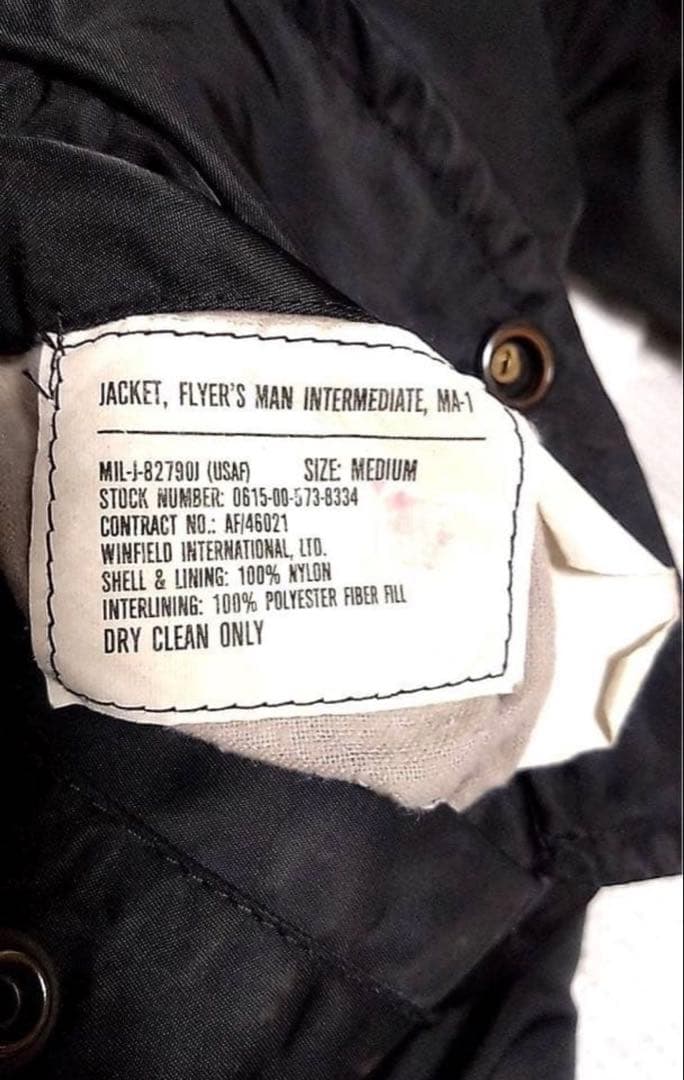 JACKET, FLYER'S MAN INTERMEDIATE, MA-1
MIL-J-82790J (USAF) SIZE: MEDIUM
STOCK NUMBER: 0615-00-573-8334
CONTRACT NO.: AF/46021
WINFIELD INTERNATIONAL, LTD.
SHELL & LINING: 100% NYLON
INTERLINING: 100% POLYESTER FIBER FILL
DRY CLEAN ONLY